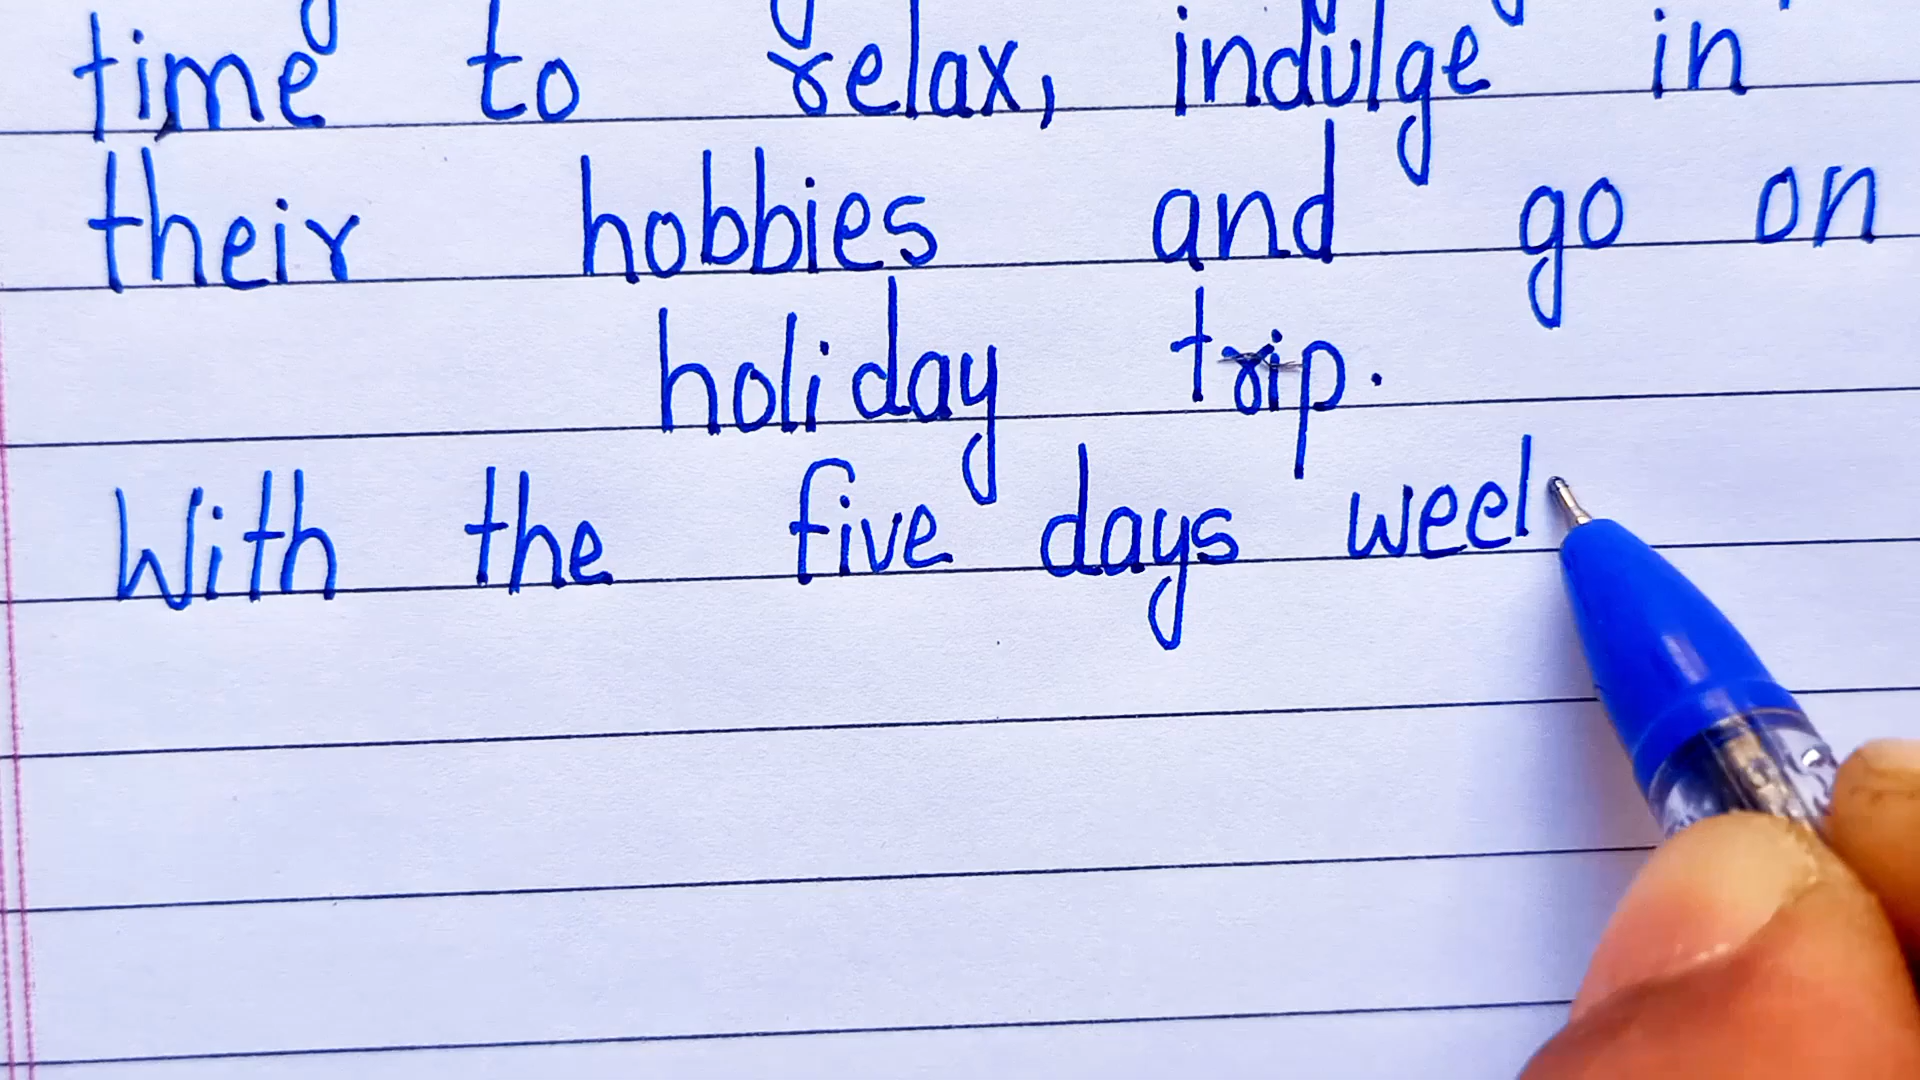 time to relax, indulge in
their hobbies and go on
holiday trip.
With the five days weel